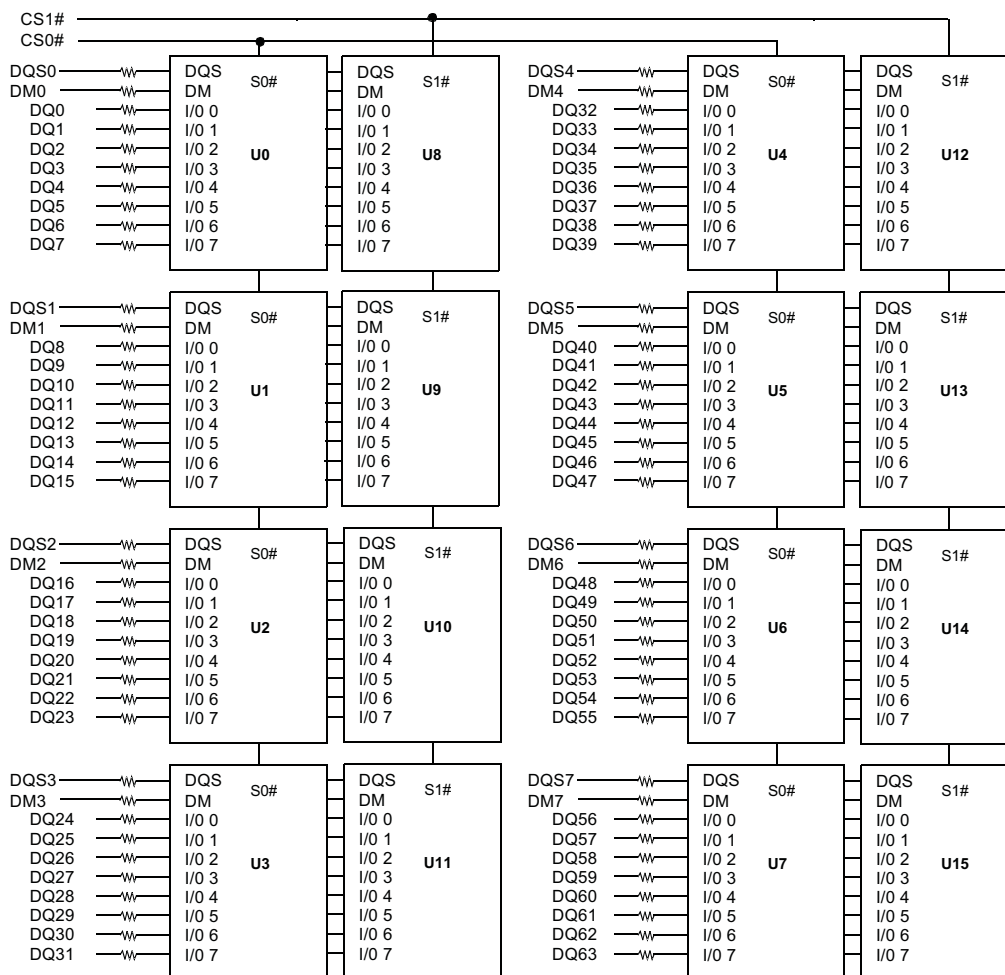 CS1#
CS0#
DQS0 DQS S0# DQS S1# DQS4 DQS S0# DQS S1#
DM0 DM DM DM4 DM DM
DQ0 I/0 0 I/0 0 DQ32 I/0 0 I/0 0
DQ1 I/0 1 I/0 1 DQ33 I/0 1 I/0 1
DQ2 I/0 2 U0 I/0 2 U8 DQ34 I/0 2 U4 I/0 2 U12
DQ3 I/0 3 I/0 3 DQ35 I/0 3 I/0 3
DQ4 I/0 4 I/0 4 DQ36 I/0 4 I/0 4
DQ5 I/0 5 I/0 5 DQ37 I/0 5 I/0 5
DQ6 I/0 6 I/0 6 DQ38 I/0 6 I/0 6
DQ7 I/0 7 I/0 7 DQ39 I/0 7 I/0 7
DQS1 DQS S0# DQS S1# DQS5 DQS S0# DQS S1#
DM1 DM DM DM5 DM DM
DQ8 I/0 0 I/0 0 DQ40 I/0 0 I/0 0
DQ9 I/0 1 I/0 1 DQ41 I/0 1 I/0 1
DQ10 I/0 2 U1 I/0 2 U9 DQ42 I/0 2 U5 I/0 2 U13
DQ11 I/0 3 I/0 3 DQ43 I/0 3 I/0 3
DQ12 I/0 4 I/0 4 DQ44 I/0 4 I/0 4
DQ13 I/0 5 I/0 5 DQ45 I/0 5 I/0 5
DQ14 I/0 6 I/0 6 DQ46 I/0 6 I/0 6
DQ15 I/0 7 I/0 7 DQ47 I/0 7 I/0 7
DQS2 DQS S0# DQS S1# DQS6 DQS S0# DQS S1#
DM2 DM DM DM6 DM DM
DQ16 I/0 0 I/0 0 DQ48 I/0 0 I/0 0
DQ17 I/0 1 I/0 1 DQ49 I/0 1 I/0 1
DQ18 I/0 2 U2 I/0 2 U10 DQ50 I/0 2 U6 I/0 2 U14
DQ19 I/0 3 I/0 3 DQ51 I/0 3 I/0 3
DQ20 I/0 4 I/0 4 DQ52 I/0 4 I/0 4
DQ21 I/0 5 I/0 5 DQ53 I/0 5 I/0 5
DQ22 I/0 6 I/0 6 DQ54 I/0 6 I/0 6
DQ23 I/0 7 I/0 7 DQ55 I/0 7 I/0 7
DQS3 DQS S0# DQS S1# DQS7 DQS S0# DQS S1#
DM3 DM DM DM7 DM DM
DQ24 I/0 0 I/0 0 DQ56 I/0 0 I/0 0
DQ25 I/0 1 I/0 1 DQ57 I/0 1 I/0 1
DQ26 I/0 2 U3 I/0 2 U11 DQ58 I/0 2 U7 I/0 2 U15
DQ27 I/0 3 I/0 3 DQ59 I/0 3 I/0 3
DQ28 I/0 4 I/0 4 DQ60 I/0 4 I/0 4
DQ29 I/0 5 I/0 5 DQ61 I/0 5 I/0 5
DQ30 I/0 6 I/0 6 DQ62 I/0 6 I/0 6
DQ31 I/0 7 I/0 7 DQ63 I/0 7 I/0 7